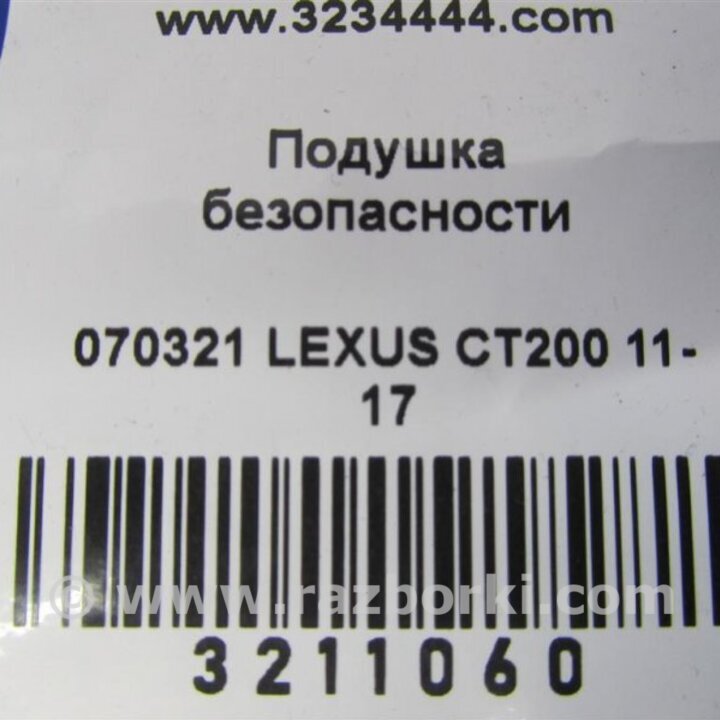 www.3234444.com
Подушка
безопасности
070321 LEXUS CT200 11-
17
© www.razborki.com
3211060